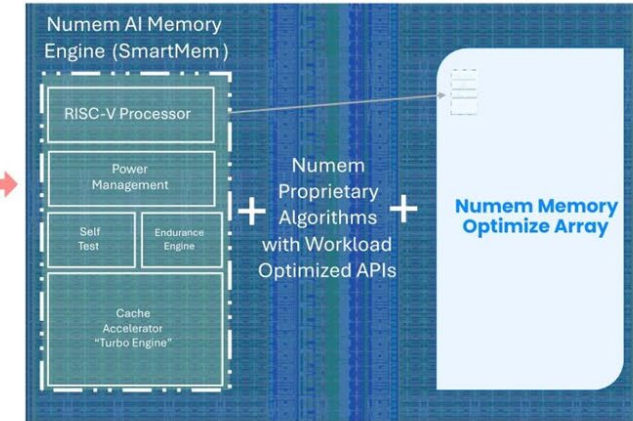 Numem AI Memory
Engine (SmartMem)
RISC-V Processor
Power
Management
Self
Test
Endurance
Engine
Cache
Accelerator
"Turbo Engine"
+
Numem
Proprietary
Algorithms
with Workload
Optimized APIs
+
Numem Memory
Optimize Array